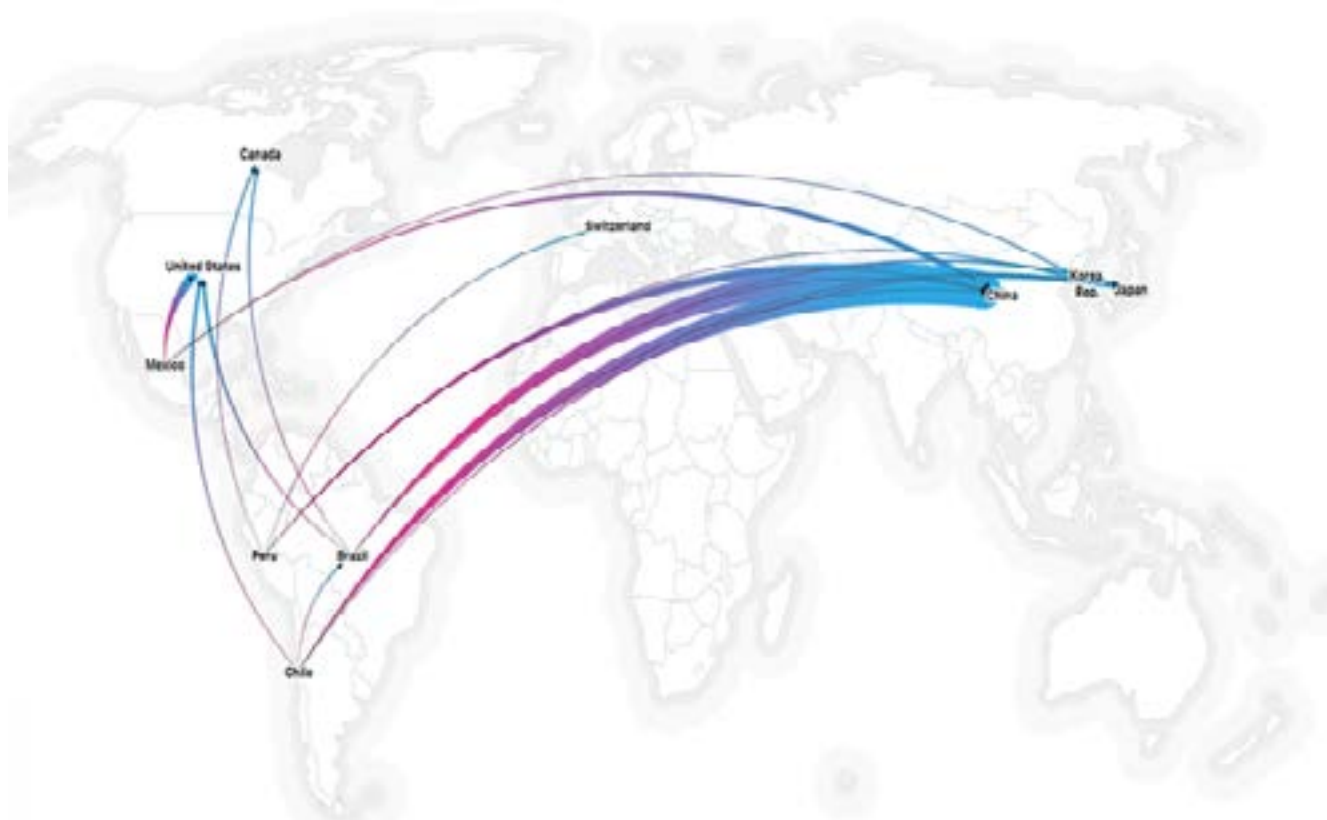 Canada
Switzerland
United States
Korea
Rep.
Japan
China
Mexico
Peru
Brazil
Chile